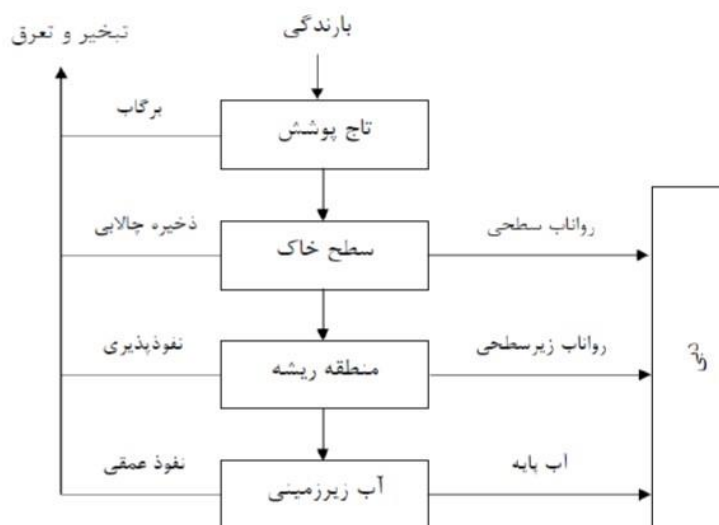 بارندگی
تبخیر و تعرق
برگاب
تاج پوشش
ذخیره چالابی
سطح خاک
رواناب سطحی
نفوذپذیری
منطقه ریشه
رواناب زیرسطحی
نفوذ عمقی
آب زیرزمینی
آب پایه